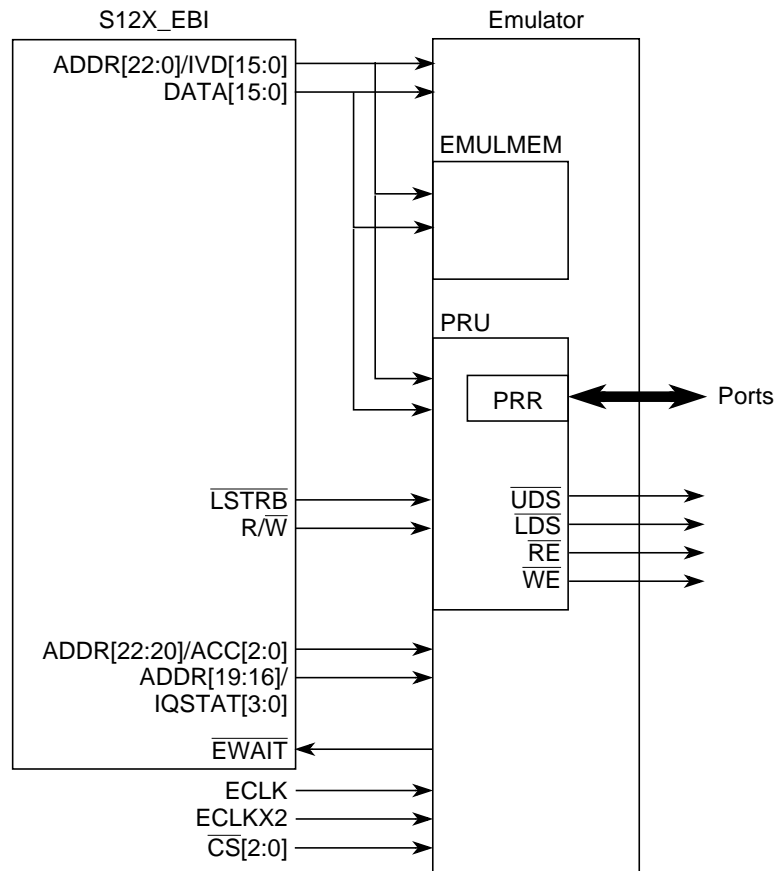 S12X_EBI
Emulator
ADDR[22:0]/IVD[15:0]
DATA[15:0]
EMULMEM
PRU
PRR
Ports
LSTRB
R/W
UDS
LDS
RE
WE
ADDR[22:20]/ACC[2:0]
ADDR[19:16]/
IQSTAT[3:0]
EWAIT
ECLK
ECLKX2
CS[2:0]